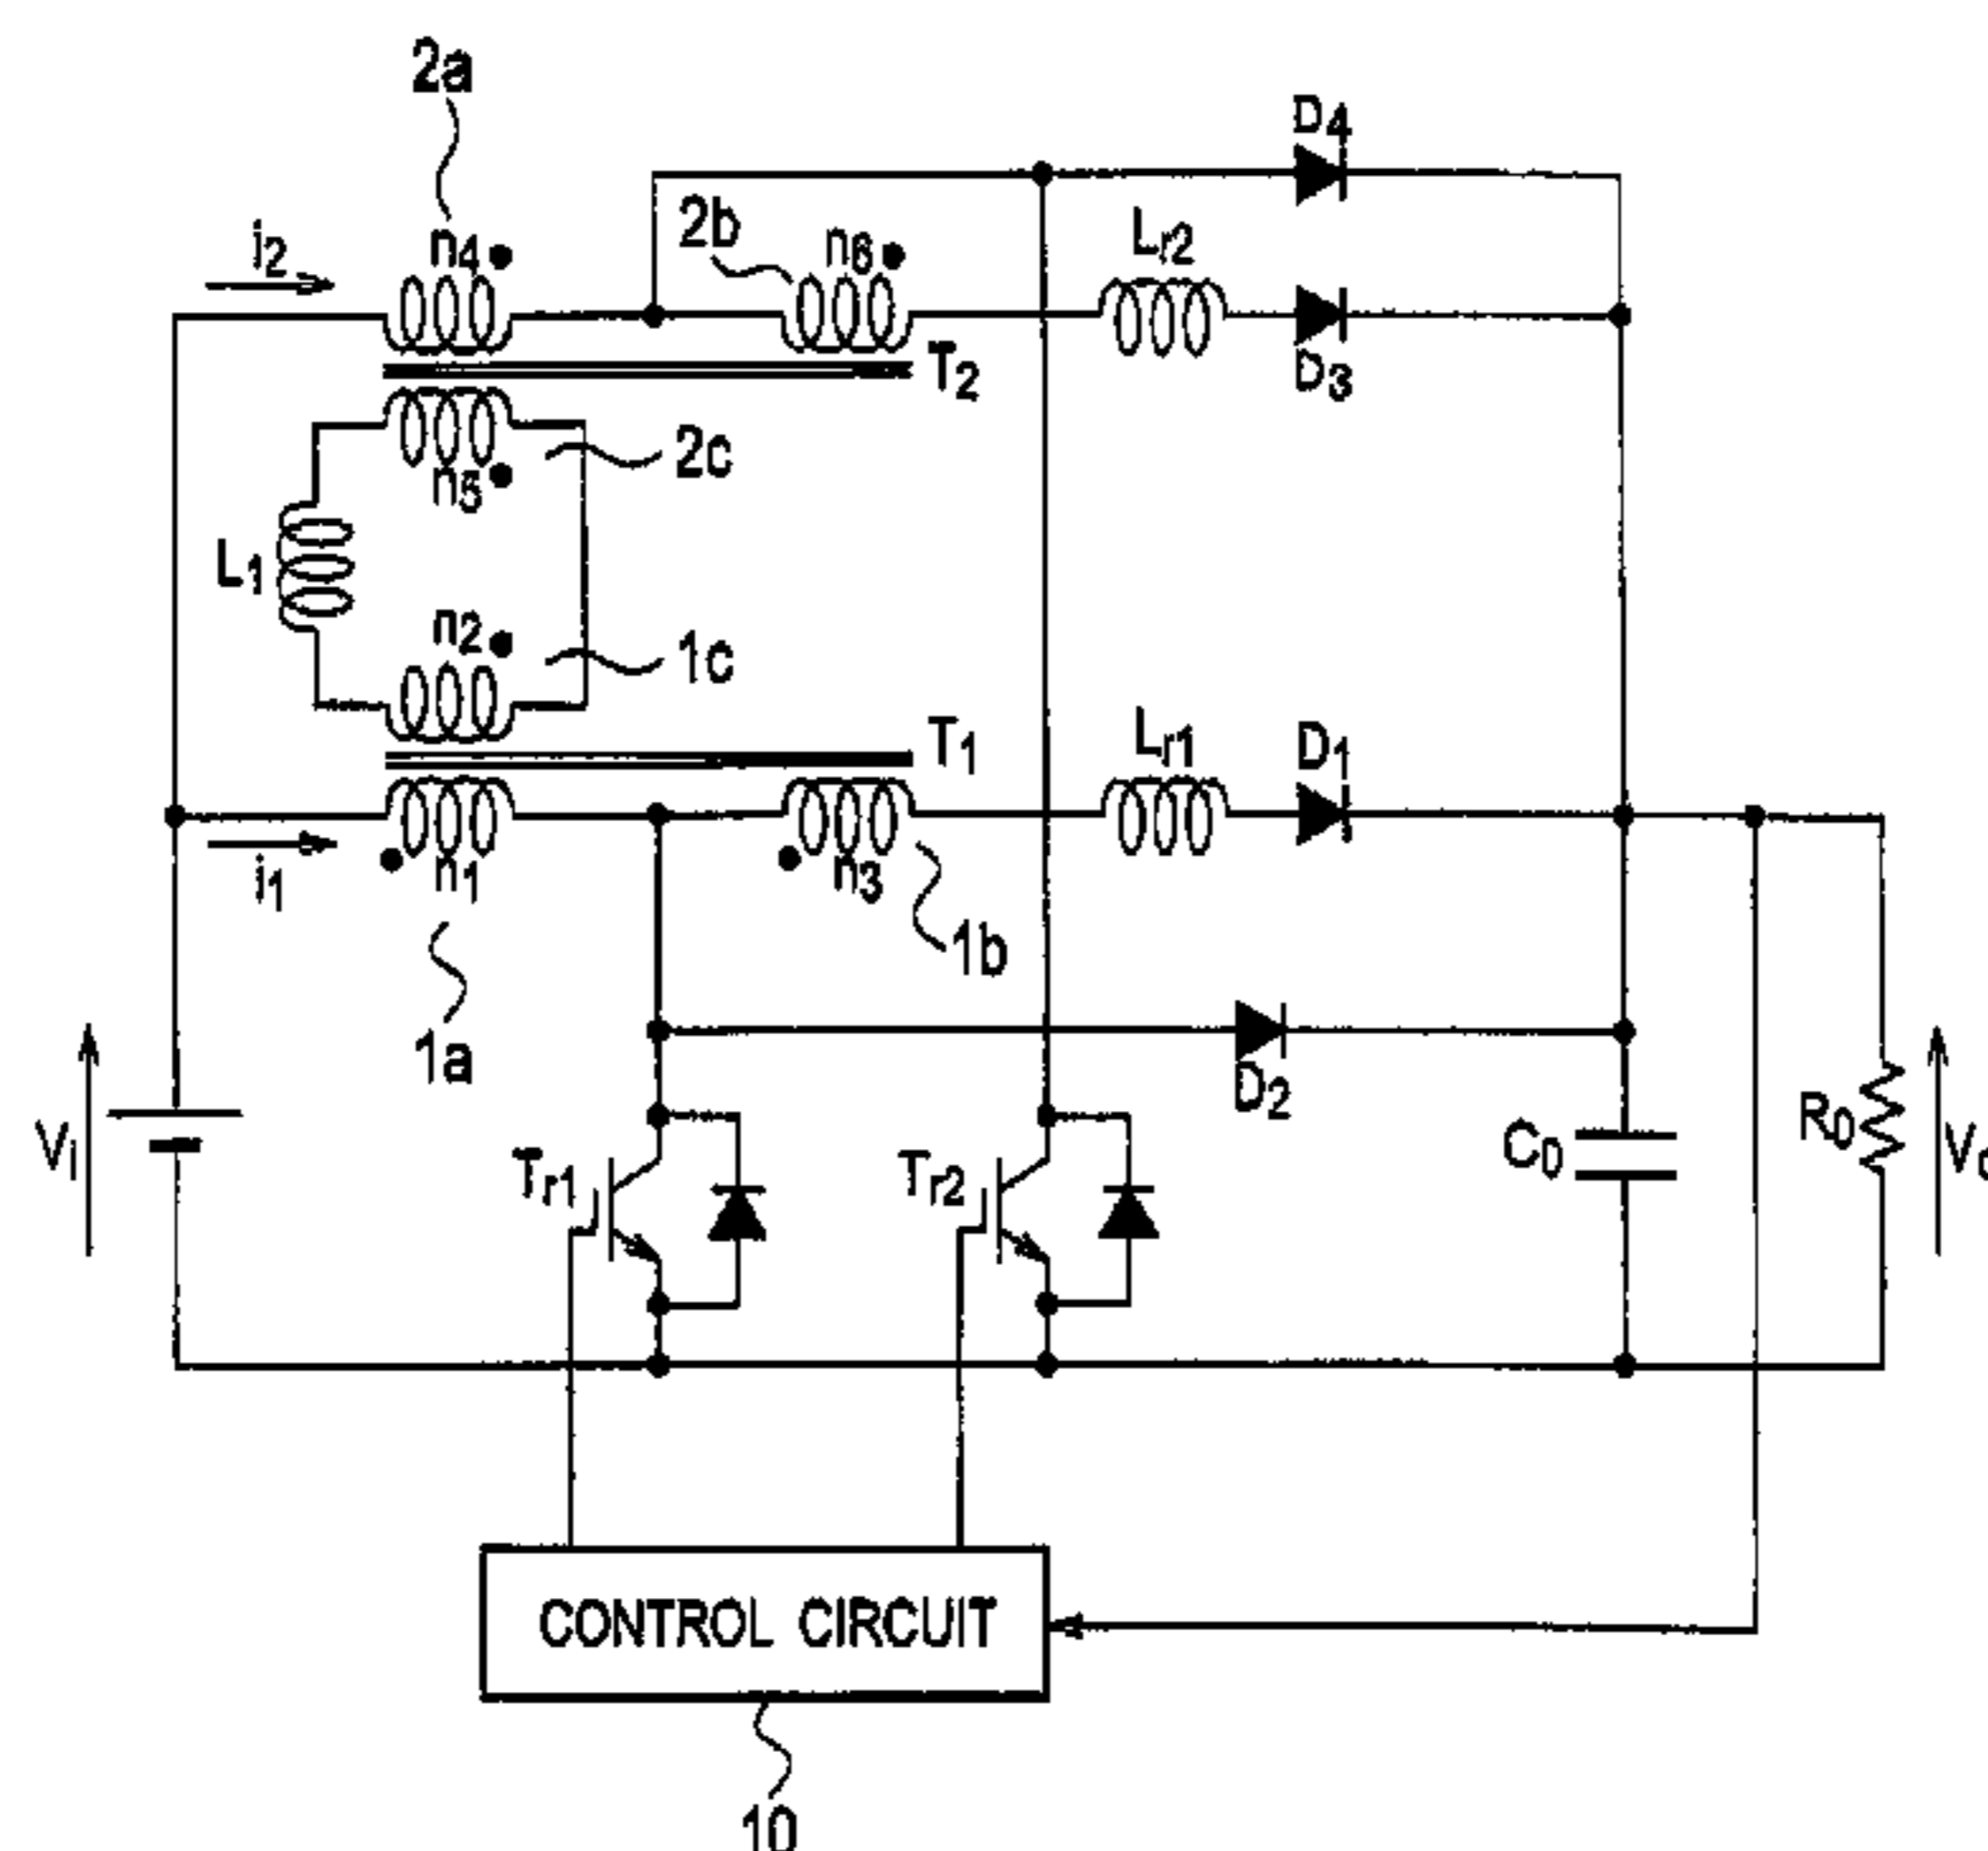 2a
D4
2b
n6
Lr2
i2
n4
T2
D3
n5
2c
L1
n2
1c
T1
Lr1
D1
i1
n1
n3
1b
1a
D2
Vi
Tr1
Tr2
C0
R0
CONTROL CIRCUIT
10